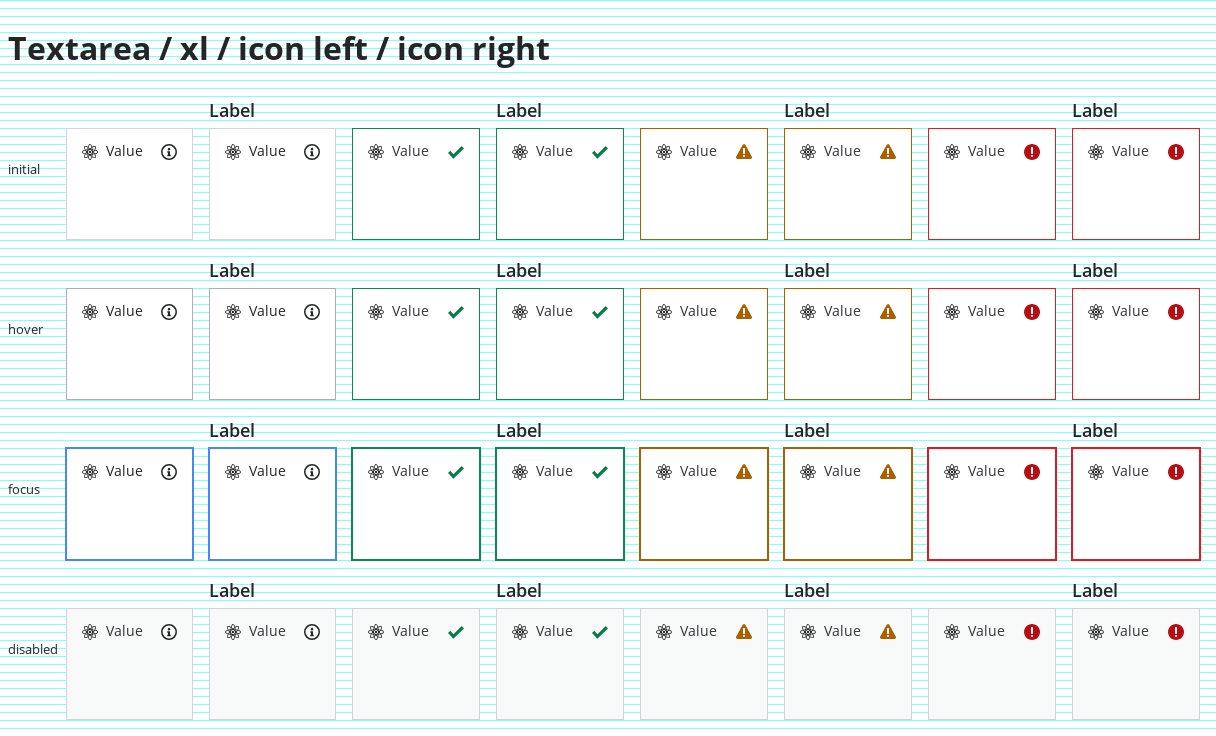 Textarea / xl / icon left / icon right
Label Label Label Label
initial Value Value Value Value Value Value Value Value
Label Label Label Label
hover Value Value Value Value Value Value Value Value
Label Label Label Label
focus Value Value Value Value Value Value Value Value
Label Label Label Label
disabled Value Value Value Value Value Value Value Value